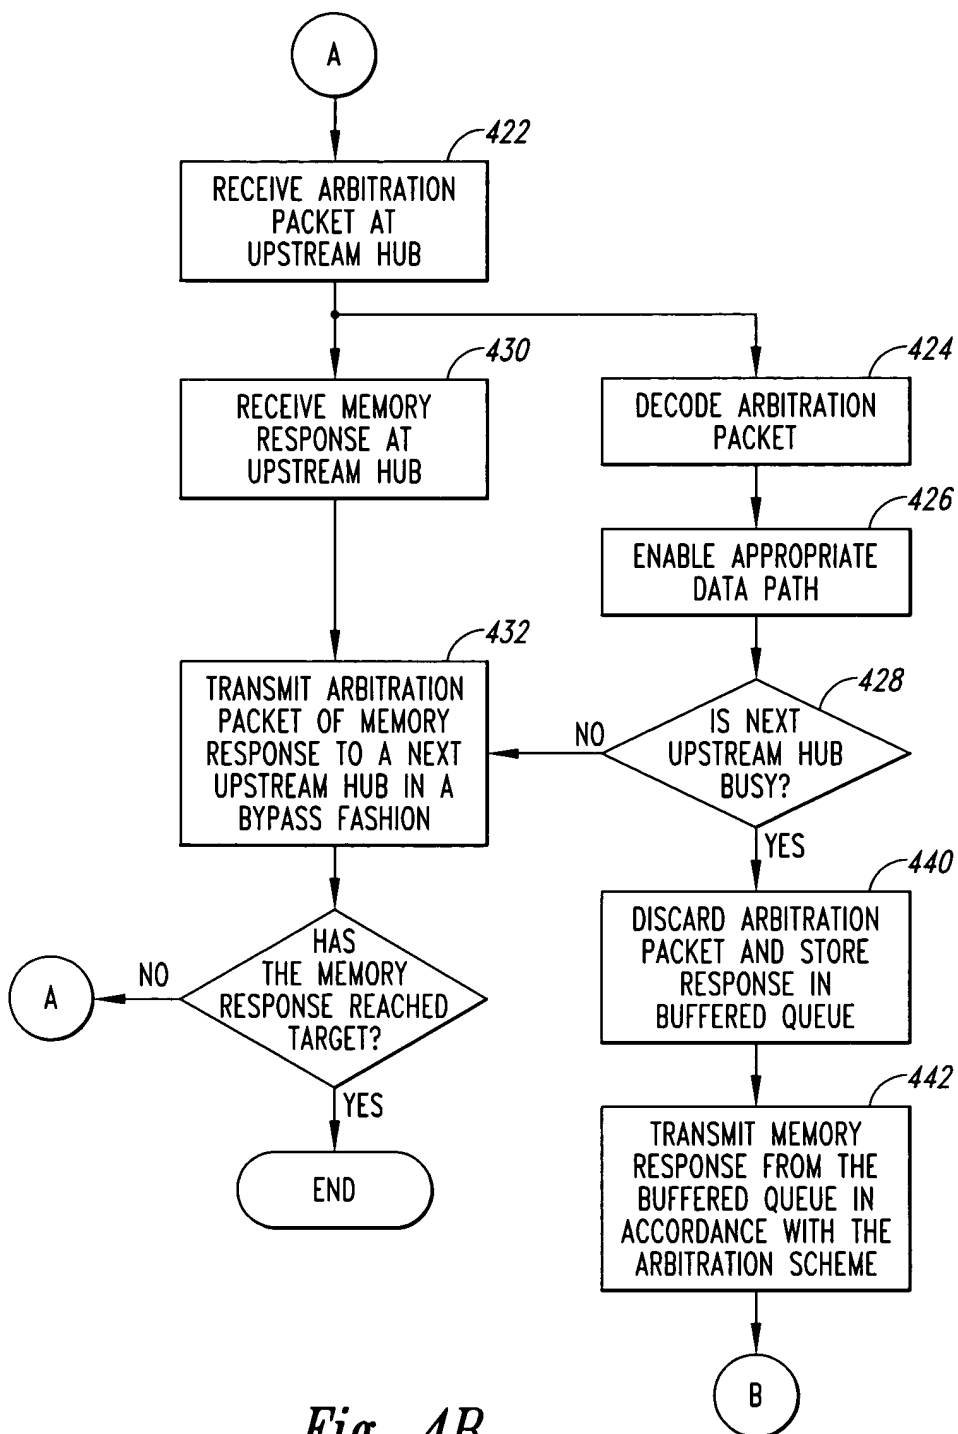 A
422
RECEIVE ARBITRATION
PACKET AT
UPSTREAM HUB
430
RECEIVE MEMORY
RESPONSE AT
UPSTREAM HUB
424
DECODE ARBITRATION
PACKET
426
ENABLE APPROPRIATE
DATA PATH
432
TRANSMIT ARBITRATION
PACKET OF MEMORY
RESPONSE TO A NEXT
UPSTREAM HUB IN A
BYPASS FASHION
428
IS NEXT
UPSTREAM HUB
BUSY?
NO
YES
440
DISCARD ARBITRATION
PACKET AND STORE
RESPONSE IN
BUFFERED QUEUE
HAS
THE MEMORY
RESPONSE REACHED
TARGET?
NO
A
YES
END
442
TRANSMIT MEMORY
RESPONSE FROM THE
BUFFERED QUEUE IN
ACCORDANCE WITH THE
ARBITRATION SCHEME
B
Fig. 4B